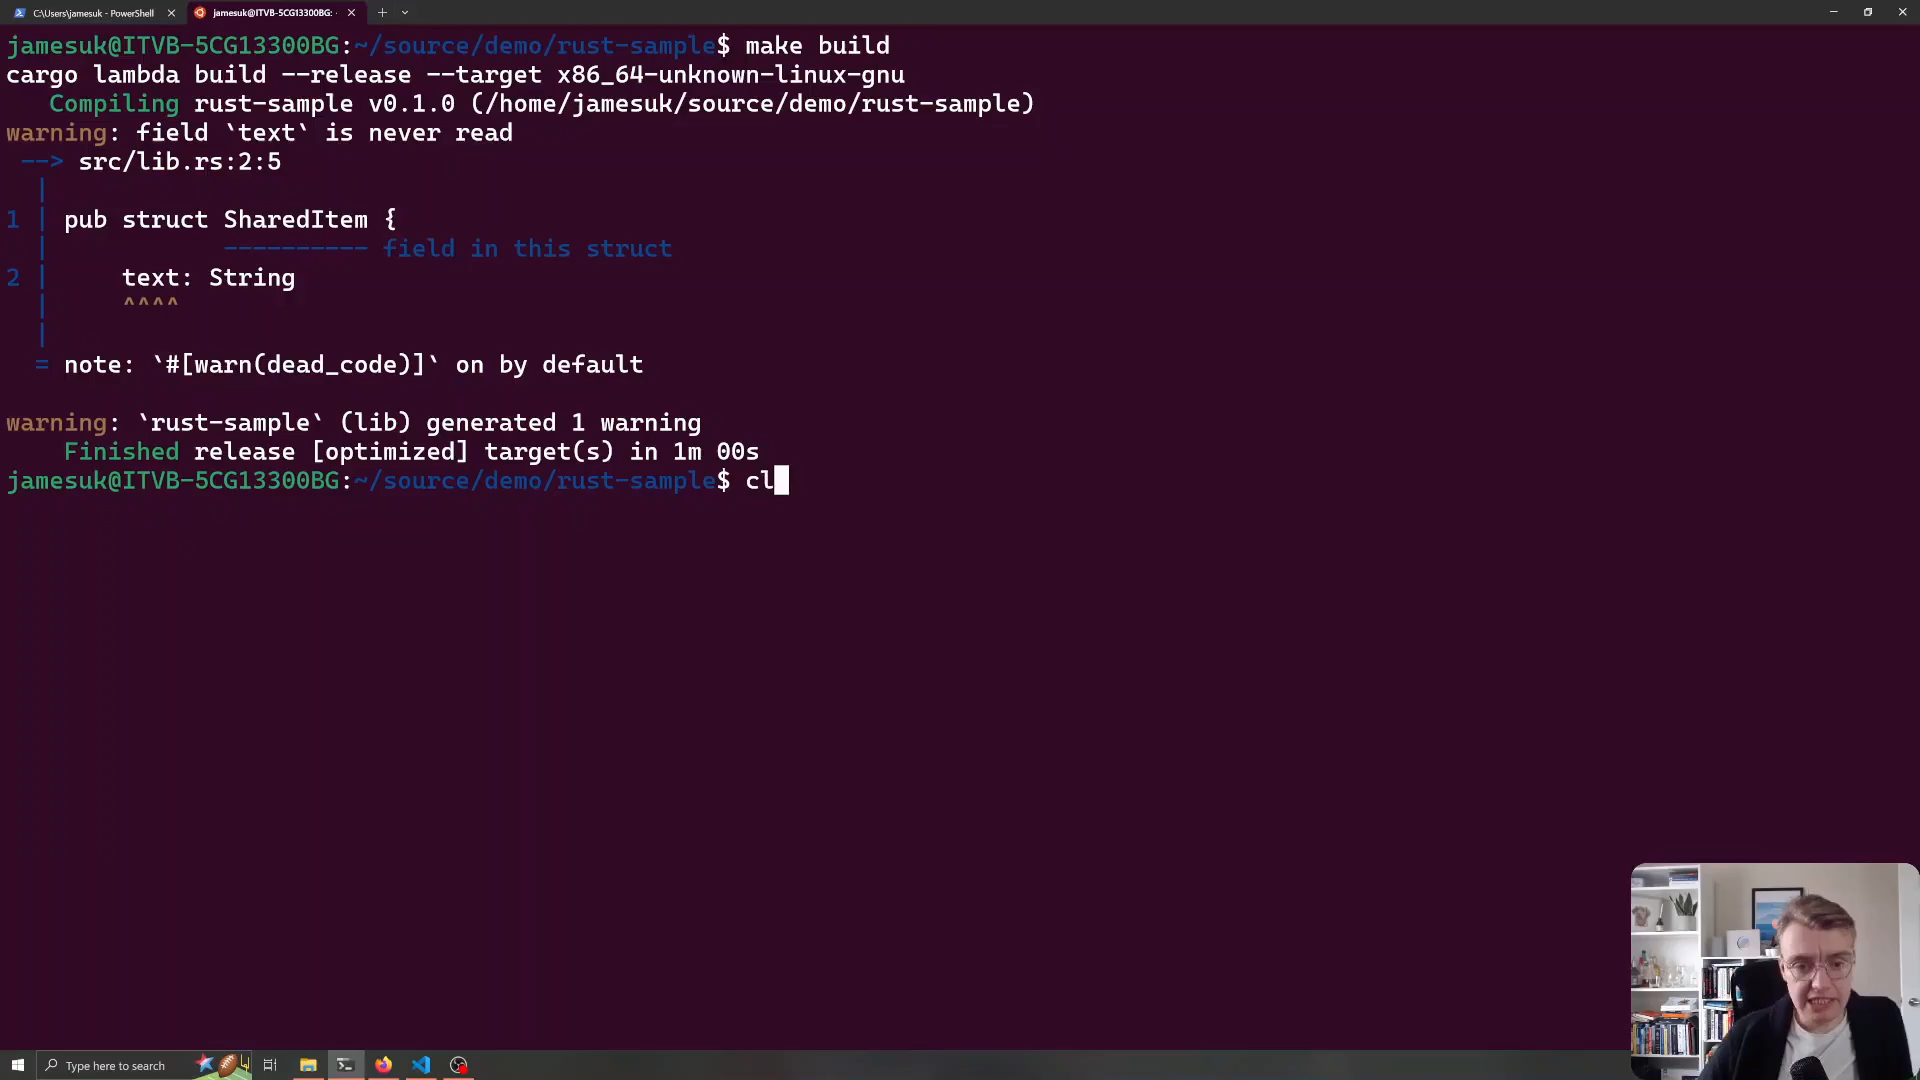 C:\Users\jamesuk - PowerShell
jamesuk@ITVB-5CG13300BG: -
jamesuk@ITVB-5CG13300BG:~/source/demo/rust-sample$ make build
cargo lambda build --release --target x86_64-unknown-linux-gnu
Compiling rust-sample v0.1.0 (/home/jamesuk/source/demo/rust-sample)
warning: field `text` is never read
--> src/lib.rs:2:5
|
1 | pub struct SharedItem {
| ---------- field in this struct
2 | text: String
| ^^^^
|
= note: `#[warn(dead_code)]` on by default
warning: `rust-sample` (lib) generated 1 warning
Finished release [optimized] target(s) in 1m 00s
jamesuk@ITVB-5CG13300BG:~/source/demo/rust-sample$ cl
Type here to search